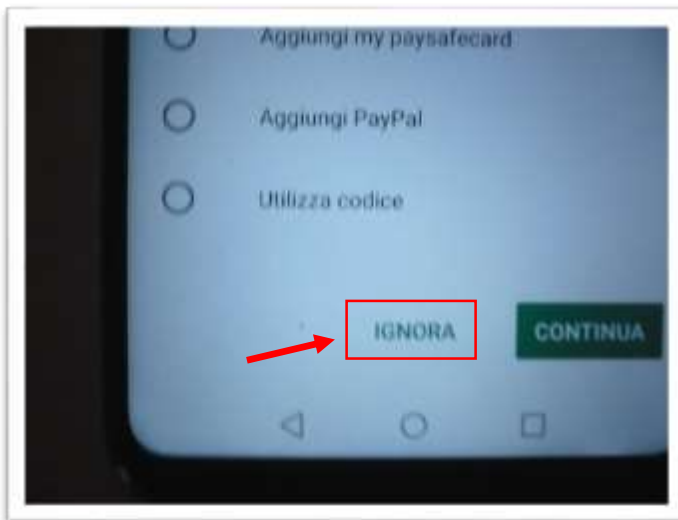 Aggiungi my paysafecard
Aggiungi PayPal
Utilizza codice
IGNORA
CONTINUA